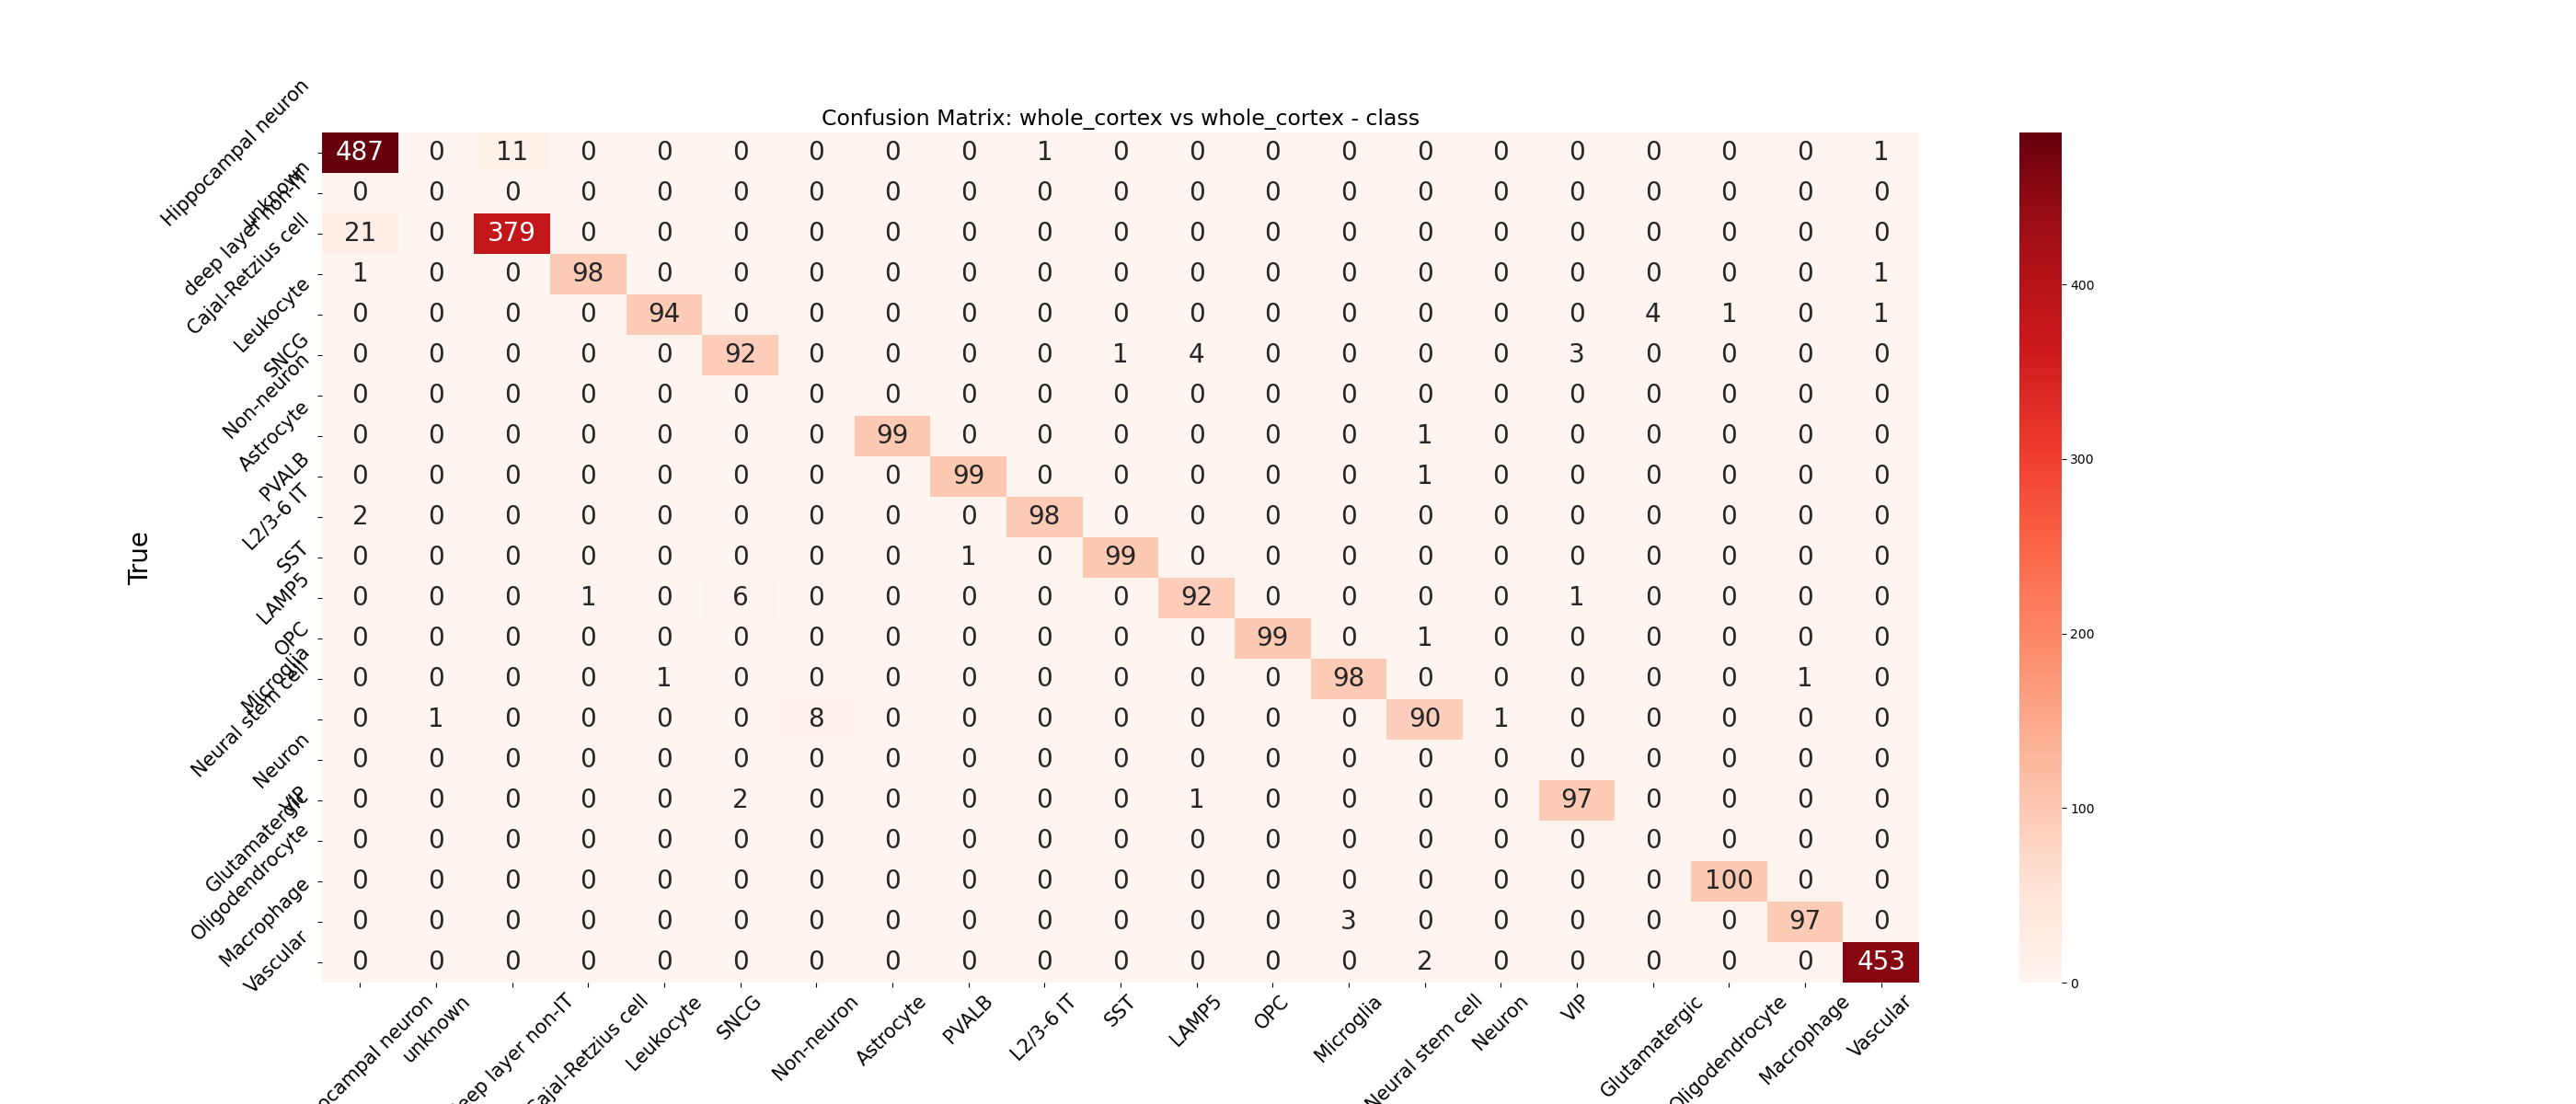 Confusion Matrix: whole_cortex vs whole_cortex - class
True
Hippocampal neuron 487 0 11 0 0 0 0 0 0 1 0 0 0 0 0 0 0 0 0 0 1
unknown 0 0 0 0 0 0 0 0 0 0 0 0 0 0 0 0 0 0 0 0 0
deep layer non-IT 21 0 379 0 0 0 0 0 0 0 0 0 0 0 0 0 0 0 0 0 0
Cajal-Retzius cell 1 0 0 98 0 0 0 0 0 0 0 0 0 0 0 0 0 0 0 0 1
Leukocyte 0 0 0 0 94 0 0 0 0 0 0 0 0 0 0 0 0 4 1 0 1
SNCG 0 0 0 0 0 92 0 0 0 0 1 4 0 0 0 0 3 0 0 0 0
Non-neuron 0 0 0 0 0 0 0 0 0 0 0 0 0 0 0 0 0 0 0 0 0
Astrocyte 0 0 0 0 0 0 0 99 0 0 0 0 0 0 1 0 0 0 0 0 0
PVALB 0 0 0 0 0 0 0 0 99 0 0 0 0 0 1 0 0 0 0 0 0
L2/3-6 IT 2 0 0 0 0 0 0 0 0 98 0 0 0 0 0 0 0 0 0 0 0
SST 0 0 0 0 0 0 0 0 1 0 99 0 0 0 0 0 0 0 0 0 0
LAMP5 0 0 0 1 0 6 0 0 0 0 0 92 0 0 0 0 1 0 0 0 0
OPC 0 0 0 0 0 0 0 0 0 0 0 0 99 0 1 0 0 0 0 0 0
Microglia 0 0 0 0 1 0 0 0 0 0 0 0 0 98 0 0 0 0 0 1 0
Neural stem cell 0 1 0 0 0 0 8 0 0 0 0 0 0 0 90 1 0 0 0 0 0
Neuron 0 0 0 0 0 0 0 0 0 0 0 0 0 0 0 0 0 0 0 0 0
VIP 0 0 0 0 0 2 0 0 0 0 0 1 0 0 0 0 97 0 0 0 0
Glutamatergic 0 0 0 0 0 0 0 0 0 0 0 0 0 0 0 0 0 0 0 0 0
Oligodendrocyte 0 0 0 0 0 0 0 0 0 0 0 0 0 0 0 0 0 0 100 0 0
Macrophage 0 0 0 0 0 0 0 0 0 0 0 0 0 3 0 0 0 0 0 97 0
Vascular 0 0 0 0 0 0 0 0 0 0 0 0 0 0 2 0 0 0 0 0 453
ocampal neuron
unknown
eep layer non-IT
Cajal-Retzius cell
Leukocyte
SNCG
Non-neuron
Astrocyte
PVALB
L2/3-6 IT
SST
LAMP5
OPC
Microglia
Neural stem cell
Neuron
VIP
Glutamatergic
Oligodendrocyte
Macrophage
Vascular
400
300
200
100
0